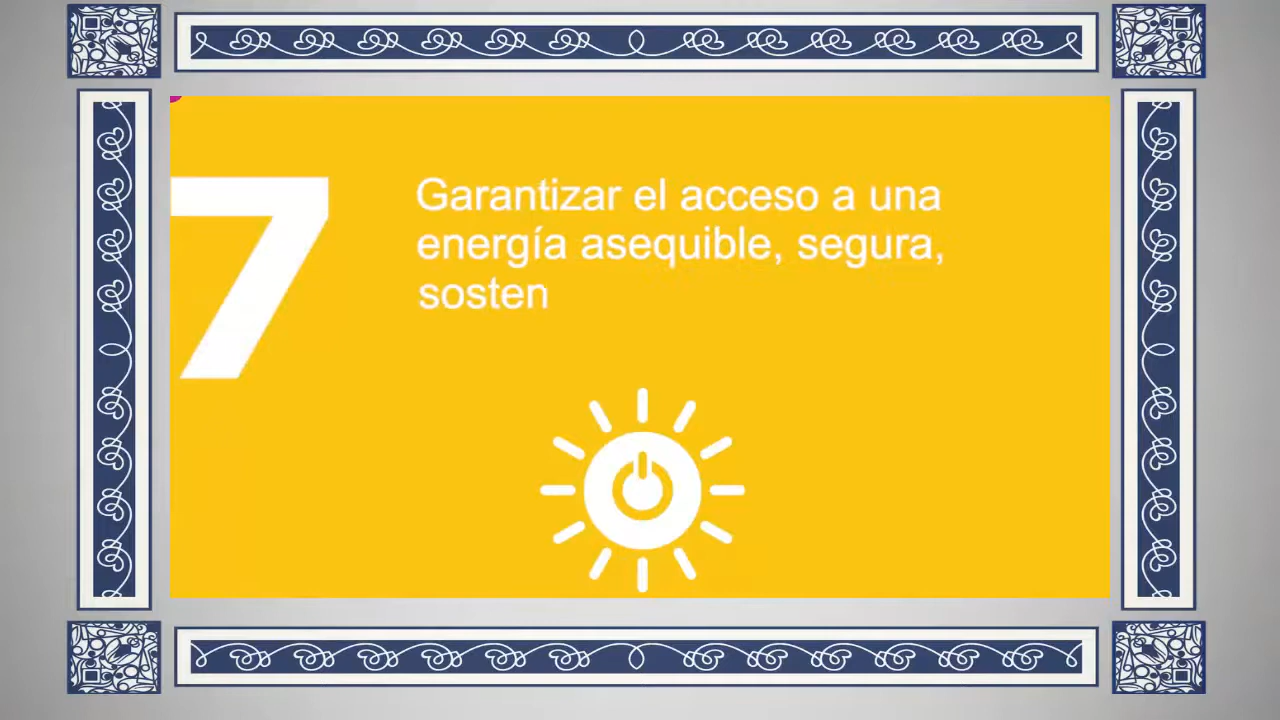 7
Garantizar el acceso a una
energía asequible, segura,
sosten